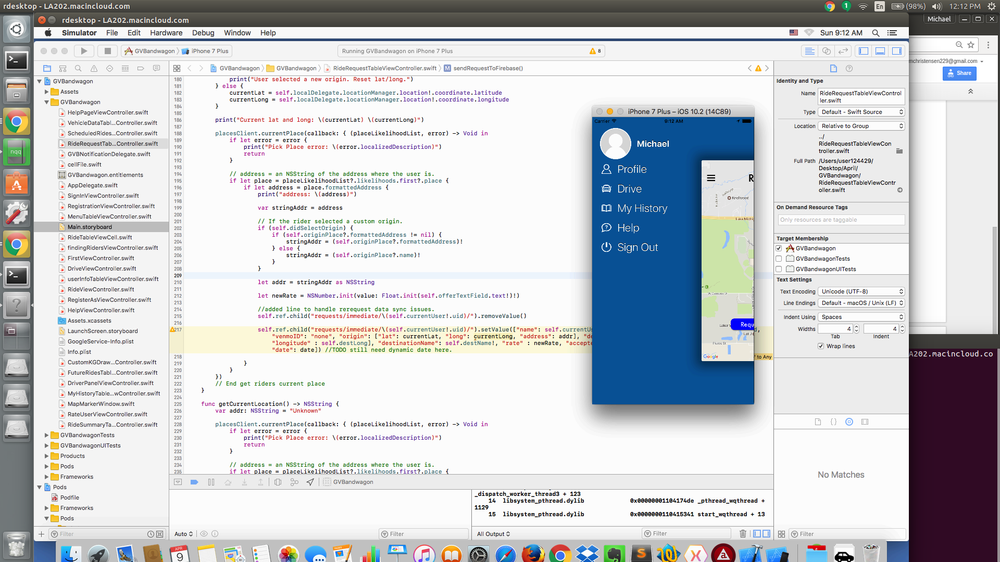 rdesktop - LA202.macincloud.com
1
En
(98%)
12:12 PM
rdesktop - LA202.macincloud.com
Michael
Simulator File Edit Hardware Debug Window Help
Sun 9:12 AM
GVBandwagon
iPhone 7 Plus
Running GVBandwagon on iPhone 7 Plus
8
mchristensen229@gmail.com
Share
GVBandwagon
GVBandwagon
RideRequestTableViewController.swift
M sendRequestToFirebase()
GVBandwagon
Assets
GVBandwagon
HelpPageViewController.swift
VehicleDataTabl...Controller.swift
ScheduledRides...Controller.swift
RideRequestTab...Controller.swift
GVBNotificationDelegate.swift
cellFile.swift
GVBandwagon.entitlements
AppDelegate.swift
SignInViewController.swift
RegistrationViewController.swift
MenuTableViewController.swift
Main.storyboard
RideTableViewCell.swift
findingRidersViewController.swift
FirstViewController.swift
DriveViewController.swift
userInfoTableViewController.swift
RideViewController.swift
RegisterAsViewController.swift
HelpViewController.swift
Assets.xcassets
LaunchScreen.storyboard
GoogleService-Info.plist
Info.plist
CustomKGDraw...Controller.swift
FutureRidesTabl...Controller.swift
DriverPanelViewController.swift
MyHistoryTable...wController.swift
MapMarkerWindow.swift
RateUserViewController.swift
RideSummaryTa...Controller.swift
GVBandwagonTests
GVBandwagonUITests
Products
Pods
Frameworks
Pods
rb Podfile
Frameworks
Pods
Filter
nqq
180 print("User selected a new origin. Reset lat/long.")
181 } else {
182 currentLat = self.localDelegate.locationManager.location!.coordinate.latitude
183 currentLong = self.localDelegate.locationManager.location!.coordinate.longitude
184 }
185
186 print("Current lat and long: \(currentLat) \(currentLong)")
187
188 placesClient.currentPlace(callback: { (placeLikelihoodList, error) -> Void in
189 if let error = error {
190 print("Pick Place error: \(error.localizedDescription)")
191 return
192 }
193
194 // address = an NSString of the address where the user is.
195 if let place = placeLikelihoodList?.likelihoods.first?.place {
196 if let address = place.formattedAddress {
197 print("address: \(address)")
198
199 var stringAddr = address
200
201 // If the rider selected a custom origin.
202 if (self.didSelectOrigin) {
203 if (self.originPlace?.formattedAddress != nil) {
204 stringAddr = (self.originPlace?.formattedAddress)!
205 } else {
206 stringAddr = (self.originPlace?.name)!
207 }
208 }
209
210 let addr = stringAddr as NSString
211
212 let newRate = NSNumber.init(value: Float.init(self.offerTextField.text!)!)
213
214 //added line to handle rerequest data sync issues.
215 self.ref.child("requests/immediate/\(self.currentUser!.uid)/").removeValue()
216
217 self.ref.child("requests/immediate/\(self.currentUser!.uid)/").setValue(["name": self.currentUs
"venmoID": "none", "origin": ["lat": currentLat, "long": currentLong, "address": addr], "de
"longitude" : self.destLong], "destinationName": self.destName!, "rate" : newRate, "accepte
"date": date]) //TODO still need dynamic date here.
' to Any
218
219 }
220 }
221 })
222 // End get riders current place
223 }
224
225 func getCurrentLocation() -> NSString {
226 var addr: NSString = "Unknown"
227
228 placesClient.currentPlace(callback: { (placeLikelihoodList, error) -> Void in
229 if let error = error {
230 print("Pick Place error: \(error.localizedDescription)")
231 return
232 }
233
234 // address = an NSString of the address where the user is.
235 if let place = placeLikelihoodList?.likelihoods.first?.place {
iPhone 7 Plus – iOS 10.2 (14C89)
Carrier
9:12 AM
Michael
Profile
Drive
My History
Help
Sign Out
R
Knollwood
Lake Michig
W Campus Dr
Requ
Lot J
Pierce St
Google
Identity and Type
Name RideRequestTableViewControl
ler.swift
Type Default - Swift Source
Location Relative to Group
../
RideRequestTableViewCon
troller.swift
Full Path /Users/user124429/
Desktop/April/
GVBandwagon/
RideRequestTableViewContr
oller.swift
On Demand Resource Tags
Only resources are taggable
Target Membership
GVBandwagon
GVBandwagonTests
GVBandwagonUITests
Text Settings
Text Encoding Unicode (UTF-8)
Line Endings Default - macOS / Unix (LF)
Indent Using Spaces
Widths 4 4
Tab Indent
Wrap lines
No Matches
Filter
A202.macincloud.co
GVBandwagon
_dispatch_worker_thread3 + 123
14 libsystem_pthread.dylib 0x00000001104174de _pthread_wqthread +
1129
15 libsystem_pthread.dylib 0x0000000110415341 start_wqthread + 13
Auto
Filter
All Output
Filter
APR
9